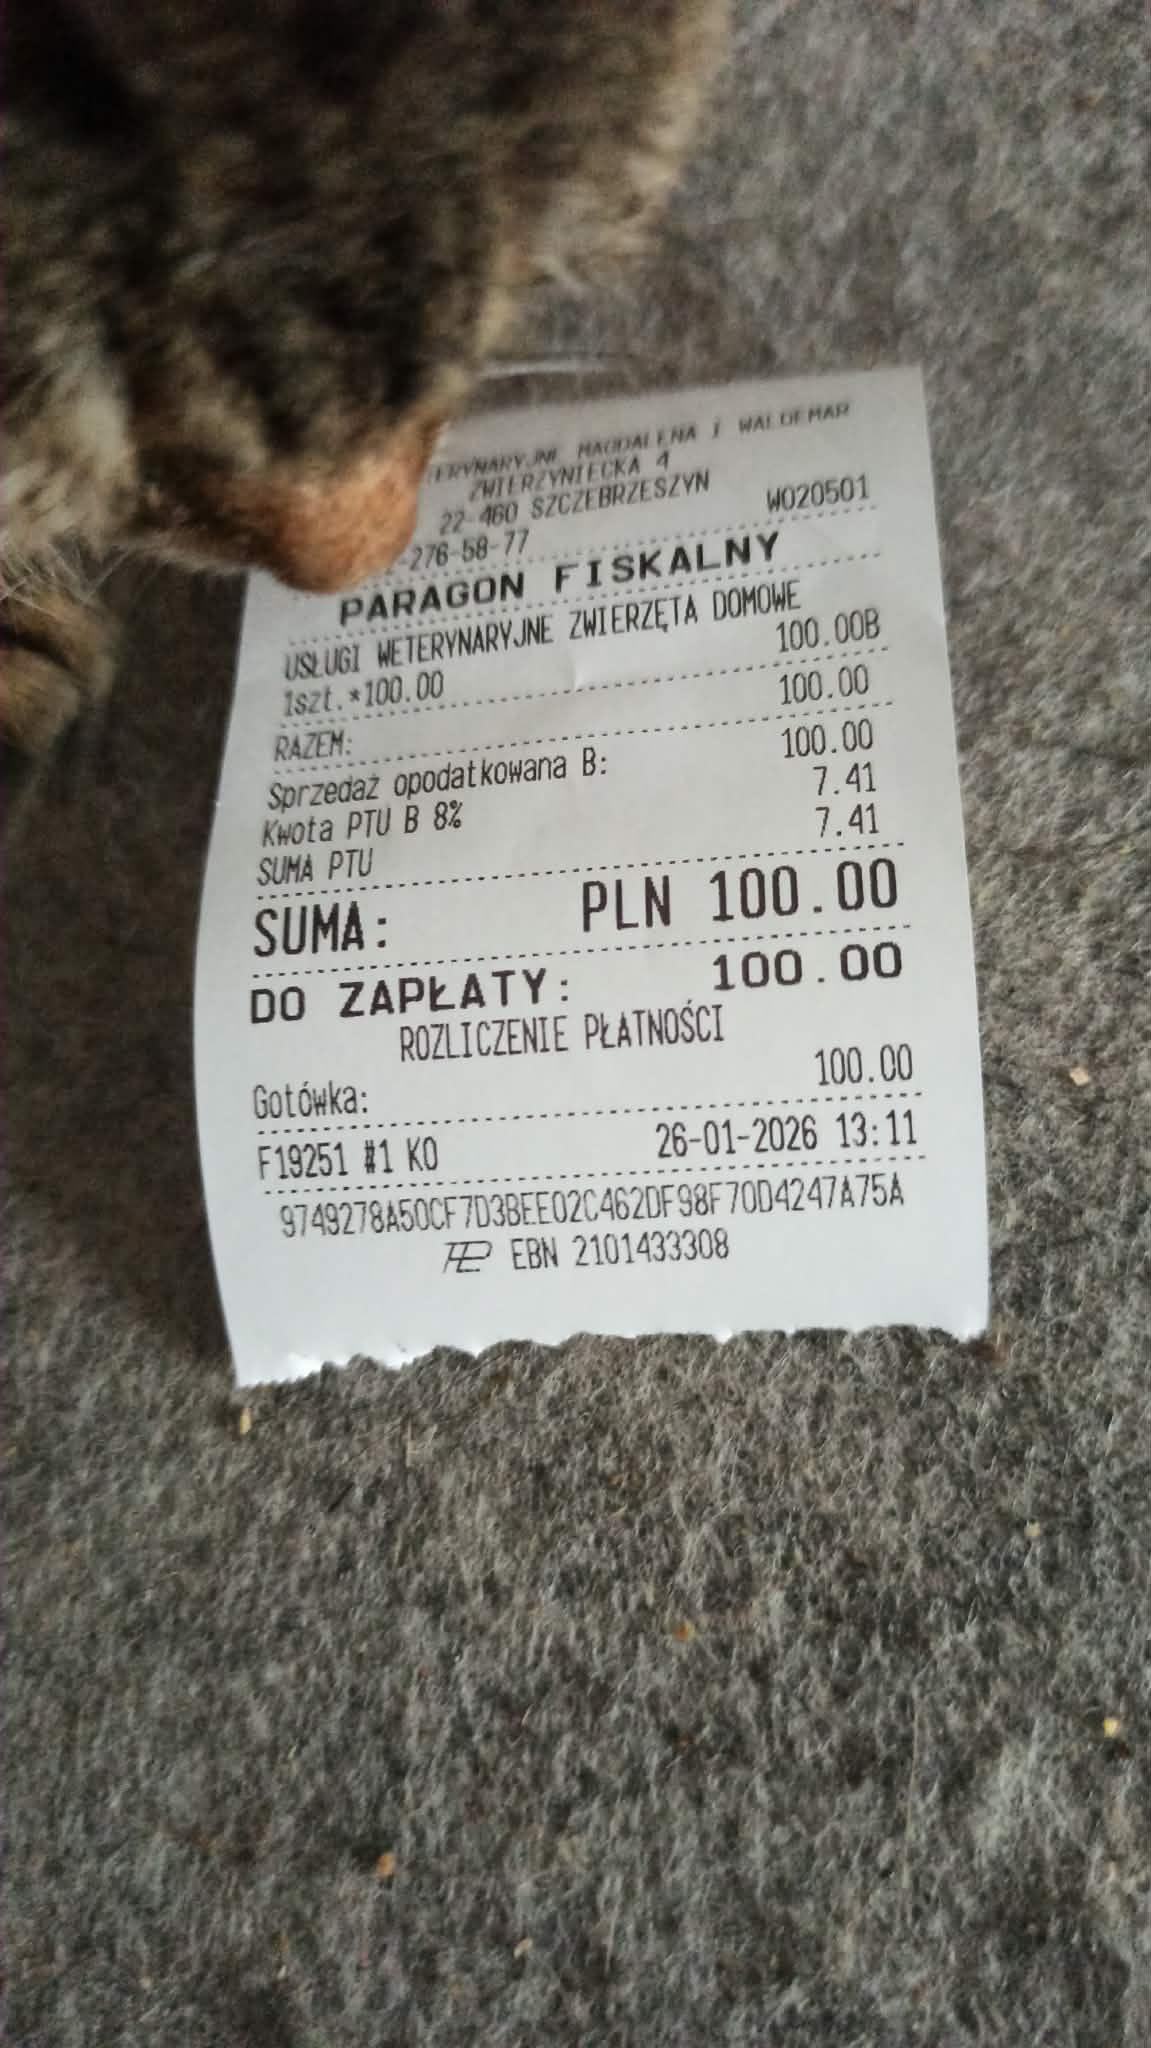 MAGDALENA I WALDEMAR
ZWIERZYNIECKA 4
22-460 SZCZEBRZESZYN
276-58-77 W020501
PARAGON FISKALNY
USŁUGI WETERYNARYJNE ZWIERZĘTA DOMOWE
1szt.*100.00 100.00B
RAZEM: 100.00
Sprzedaż opodatkowana B: 100.00
Kwota PTU B 8% 7.41
SUMA PTU 7.41
SUMA: PLN 100.00
DO ZAPŁATY: 100.00
ROZLICZENIE PŁATNOŚCI
Gotówka: 100.00
F19251 #1 KO 26-01-2026 13:11
9749278A50CF7D3BEE02C462DF98F70D4247A75A
EBN 2101433308